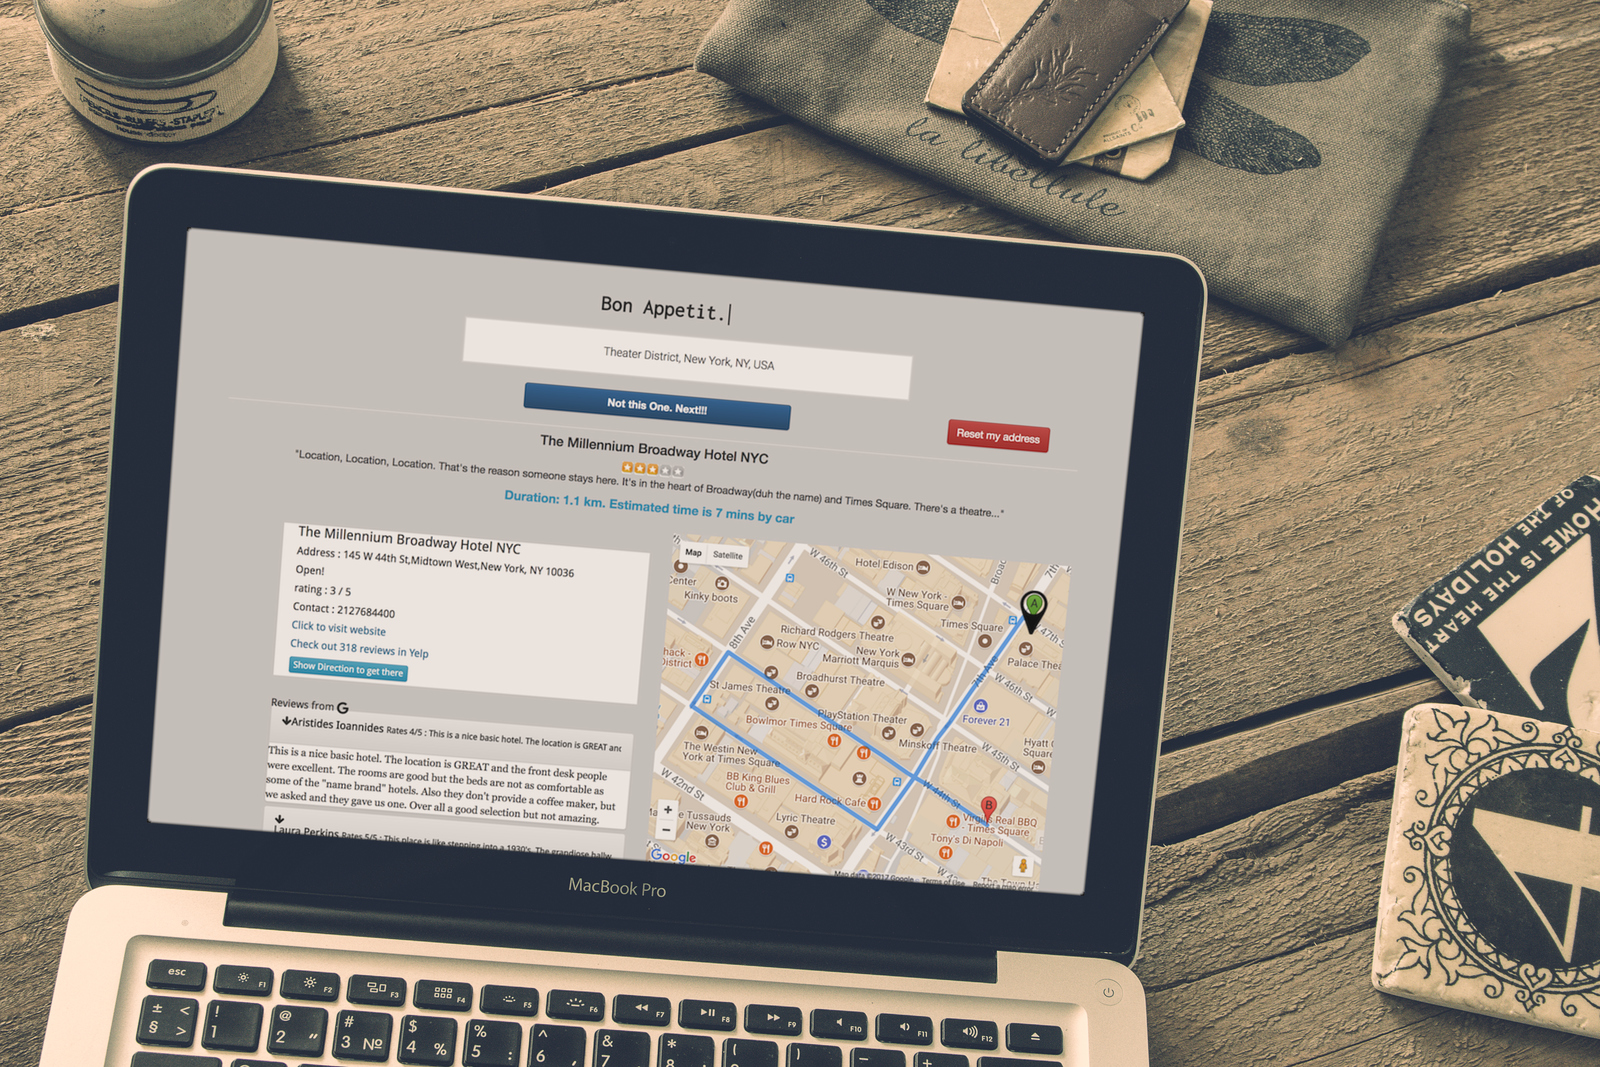 la libellule
HOME IS THE HEART
OF THE HOLIDAYS
Bon Appetit.
Theater District, New York, NY, USA
Not this One. Next!!!
Reset my address
The Millennium Broadway Hotel NYC
"Location, Location, Location. That's the reason someone stays here. It's in the heart of Broadway(duh the name) and Times Square. There's a theatre..."
Duration: 1.1 km. Estimated time is 7 mins by car
The Millennium Broadway Hotel NYC
Address : 145 W 44th St,Midtown West,New York, NY 10036
Open!
rating : 3 / 5
Contact : 2127684400
Click to visit website
Check out 318 reviews in Yelp
Show Direction to get there
Reviews from G
Aristides Ioannides Rates 4/5 : This is a nice basic hotel. The location is GREAT and
This is a nice basic hotel. The location is GREAT and the front desk people
were excellent. The rooms are good but the beds are not as comfortable as
some of the "name brand" hotels. Also they don't provide a coffee maker, but
we asked and they gave us one. Over all a good selection but not amazing.
Laura Perkins Rates 5/5 : This place is like stepping into a 1930's. The grandiose
Map
Satellite
W 46th St
Hotel Edison
Center
Kinky boots
W New York -
Times Square
Times Square
A
W 47th St
8th Ave
Richard Rodgers Theatre
Row NYC
New York
Marriott Marquis
Palace
7th Ave
W 46th St
District
Broadhurst Theatre
St James Theatre
PlayStation Theater
Bowlmor Times Square
Forever 21
Minskoff Theatre
W 45th St
Hyatt
The Westin New
York at Times Square
BB King Blues
Club & Grill
W 42nd St
Hard Rock Cafe
W 44th St
B
Virgil's Real BBQ
- Times Square
Tussauds
New York
Lyric Theatre
Tony's Di Napoli
W 43rd St
Google
Map data ©2017 Google
Terms of Use
Report a map error
MacBook Pro
esc
F1
F2
F3
F4
F5
F6
F7
F8
F9
F10
F11
F12
± <
§ >
!
1
@
2 "
#
3 №
$
4 %
%
5 :
^
6 ,
&
7
*
8
(
)
−
+